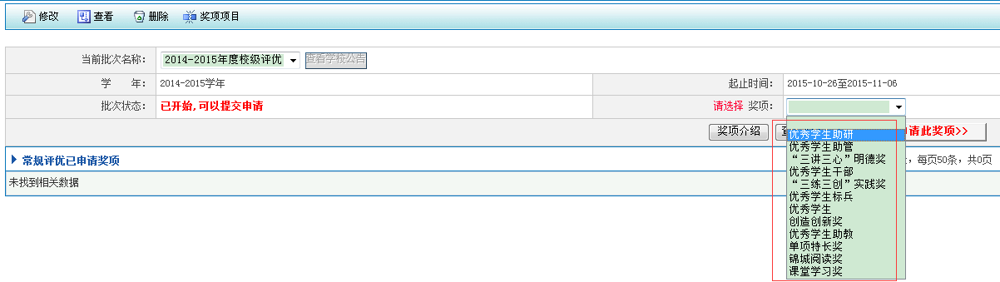 修改 查看 删除 奖项项目
当前批次名称： 2014-2015年度校级评优 查看学校公告
学 年： 2014-2015学年 起止时间： 2015-10-26至2015-11-06
批次状态： 已开始,可以提交申请 请选择 奖项：
奖项介绍 请此奖项>>
优秀学生助研
常规评优已申请奖项
优秀学生助管
“三讲三心”明德奖 ，每页50条，共0页
优秀学生干部
未找到相关数据
“三练三创”实践奖
优秀学生标兵
优秀学生
创造创新奖
优秀学生助教
单项特长奖
锦城阅读奖
课堂学习奖